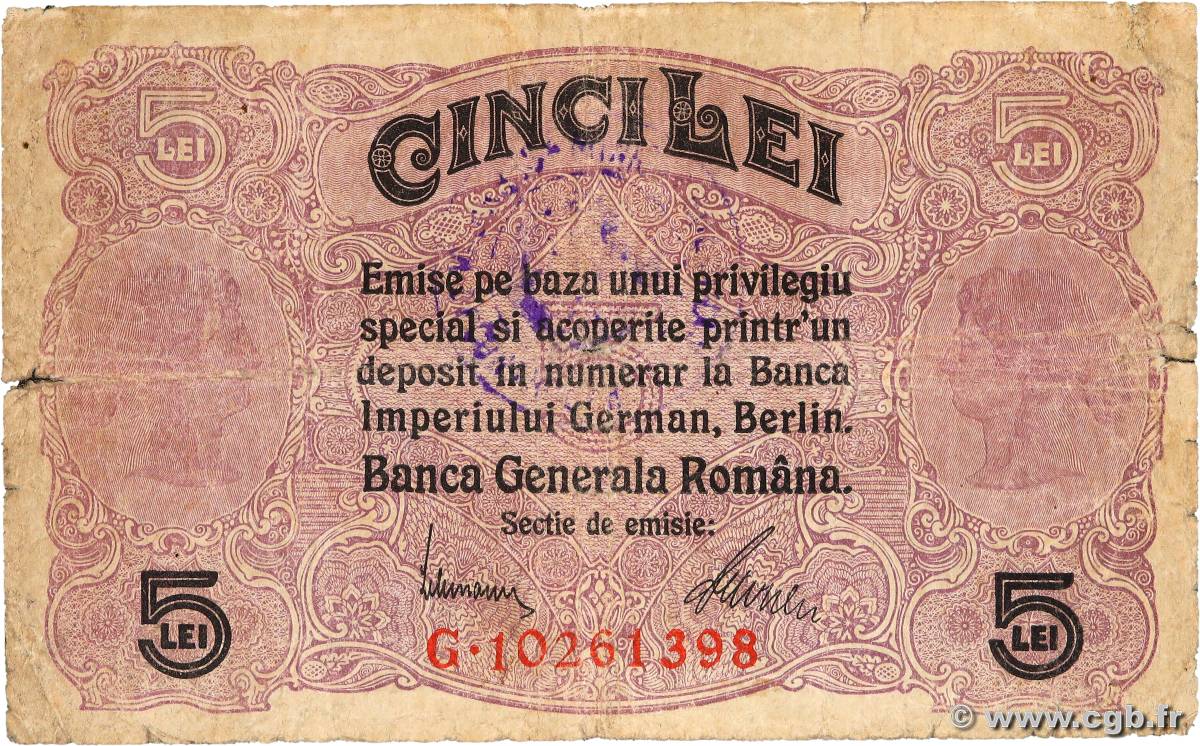 5 LEI
CINCI LEI
5 LEI
Emise pe baza unui privilegiu
special si acoperite printr'un
deposit in numerar la Banca
Imperiului German, Berlin.
Banca Generala Româna.
Sectie de emisie:
5 LEI
5 LEI
G·10261398
© www.cgb.fr